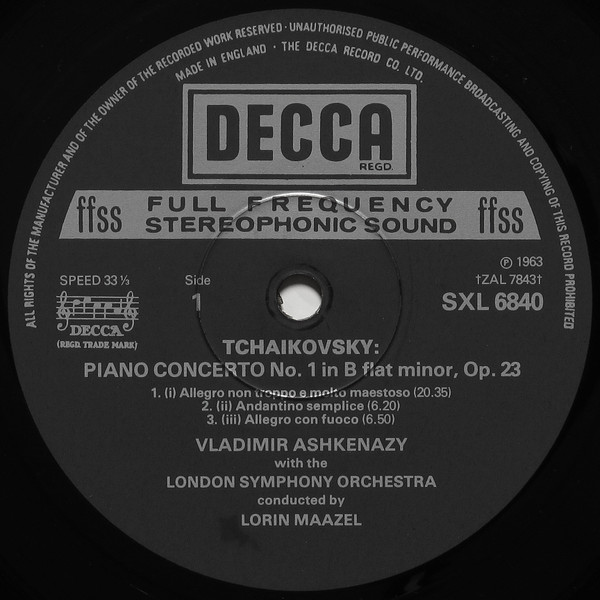 ALL RIGHTS OF THE MANUFACTURER AND OF THE OWNER OF THE RECORDED WORK RESERVED · UNAUTHORISED PUBLIC PERFORMANCE BROADCASTING AND COPYING OF THIS RECORD PROHIBITED
MADE IN ENGLAND · THE DECCA RECORD CO. LTD.
DECCA
REGD.
ffss FULL FREQUENCY ffss
STEREOPHONIC SOUND
℗ 1963
SPEED 33⅓ Side †ZAL 7843†
1 SXL 6840
DECCA
(REGD. TRADE MARK)
TCHAIKOVSKY:
PIANO CONCERTO No. 1 in B flat minor, Op. 23
1. (i) Allegro non troppo e molto maestoso (20.35)
2. (ii) Andantino semplice (6.20)
3. (iii) Allegro con fuoco (6.50)
VLADIMIR ASHKENAZY
with the
LONDON SYMPHONY ORCHESTRA
conducted by
LORIN MAAZEL